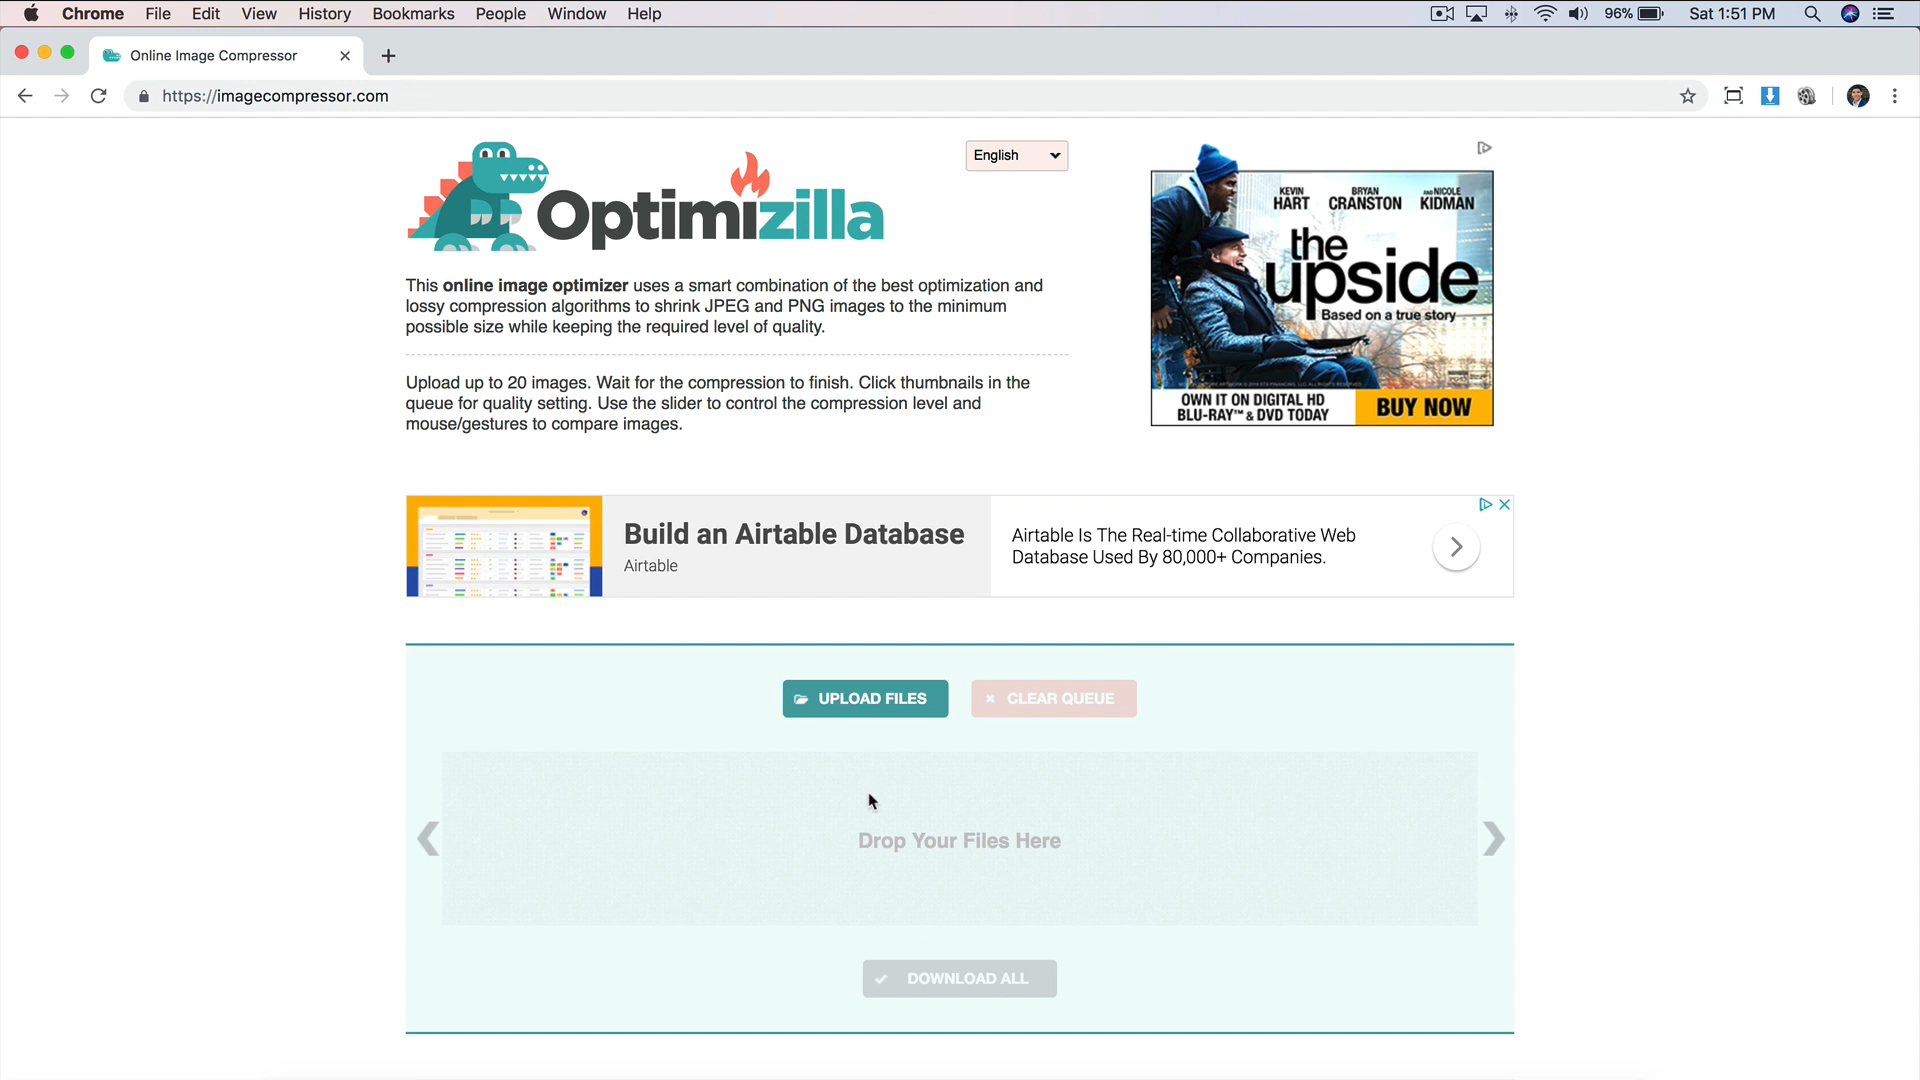 Chrome File Edit View History Bookmarks People Window Help 96% Sat 1:51 PM
Online Image Compressor
https://imagecompressor.com
Optimizilla
English
This online image optimizer uses a smart combination of the best optimization and
lossy compression algorithms to shrink JPEG and PNG images to the minimum
possible size while keeping the required level of quality.
Upload up to 20 images. Wait for the compression to finish. Click thumbnails in the
queue for quality setting. Use the slider to control the compression level and
mouse/gestures to compare images.
KEVIN BRYAN AND NICOLE
HART CRANSTON KIDMAN
the
upside
Based on a true story
OWN IT ON DIGITAL HD
BLU-RAY™ & DVD TODAY
BUY NOW
Build an Airtable Database
Airtable
Airtable Is The Real-time Collaborative Web
Database Used By 80,000+ Companies.
UPLOAD FILES
CLEAR QUEUE
Drop Your Files Here
DOWNLOAD ALL